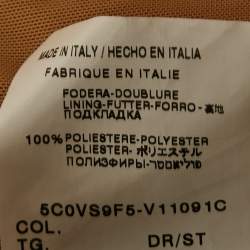 MADE IN ITALY / HECHO EN ITALIA
FABRIQUE EN ITALIE
FODERA-DOUBLURE
LINING-FUTTER-FORRO-裏地
ПОДКЛАДКА
100% POLIESTERE-POLYESTER
POLIESTER- ポリエステル
ПОЛИЭФИРЫ-פוליאסטר
5C0VS9F5-V11091C
COL.
TG. DR/ST